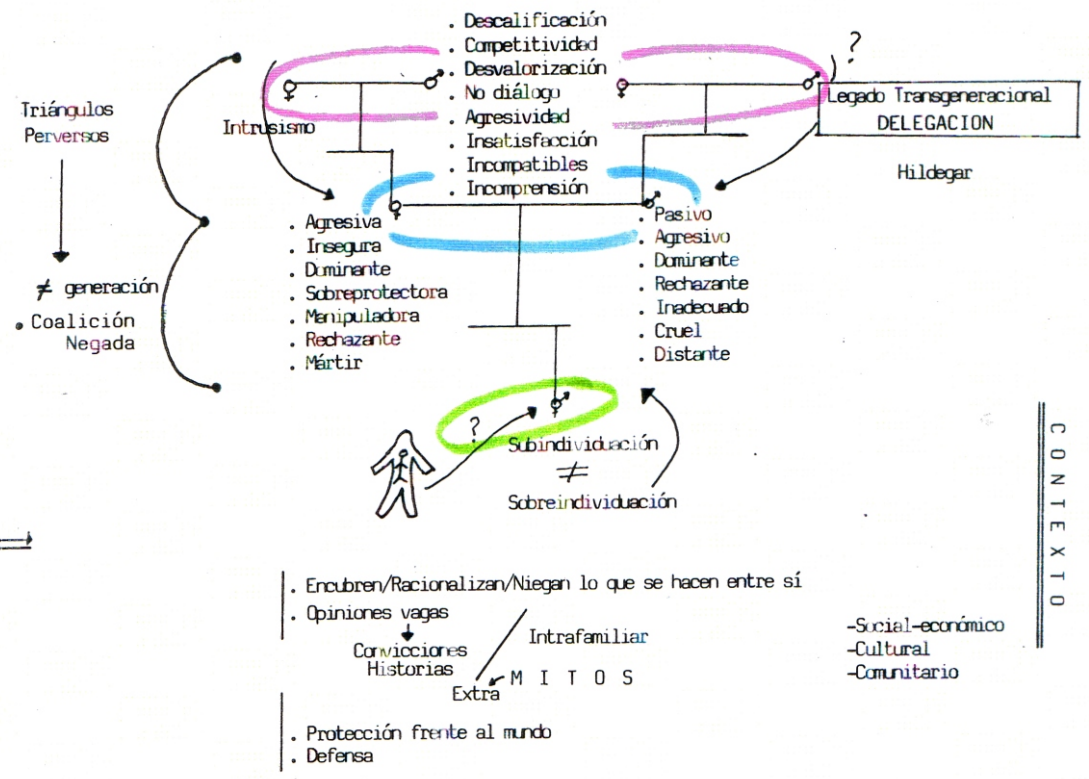 . Descalificación
. Competitividad
. Desvalorización
. No diálogo
. Agresividad
. Insatisfacción
. Incompatibles
. Incomprensión
?
Triángulos
Perversos
Intrusismo
Legado Transgeneracional
DELEGACION
Hildegar
≠ generación
. Coalición
Negada
. Agresiva
. Insegura
. Dominante
. Sobreprotectora
. Manipuladora
. Rechazante
. Mártir
. Pasivo
. Agresivo
. Dominante
. Rechazante
. Inadecuado
. Cruel
. Distante
?
Subindividuación
≠
Sobreindividuación
CONTEXTO
. Encubren/Racionalizan/Niegan lo que se hacen entre sí
. Opiniones vagas
Convicciones
Historias
Intrafamiliar
M I T O S
Extra
. Protección frente al mundo
. Defensa
-Social-económico
-Cultural
-Comunitario